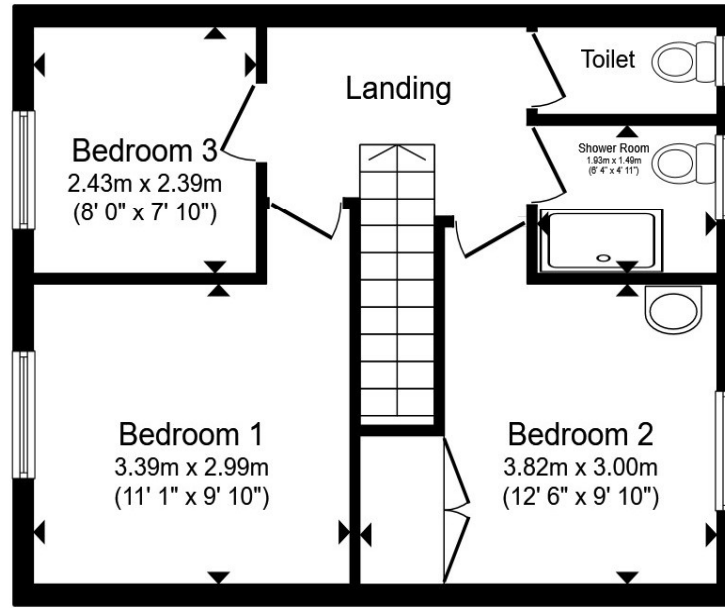 Landing
Toilet
Shower Room
1.93m x 1.49m
(6' 4" x 4' 11")
Bedroom 3
2.43m x 2.39m
(8' 0" x 7' 10")
Bedroom 1
3.39m x 2.99m
(11' 1" x 9' 10")
Bedroom 2
3.82m x 3.00m
(12' 6" x 9' 10")